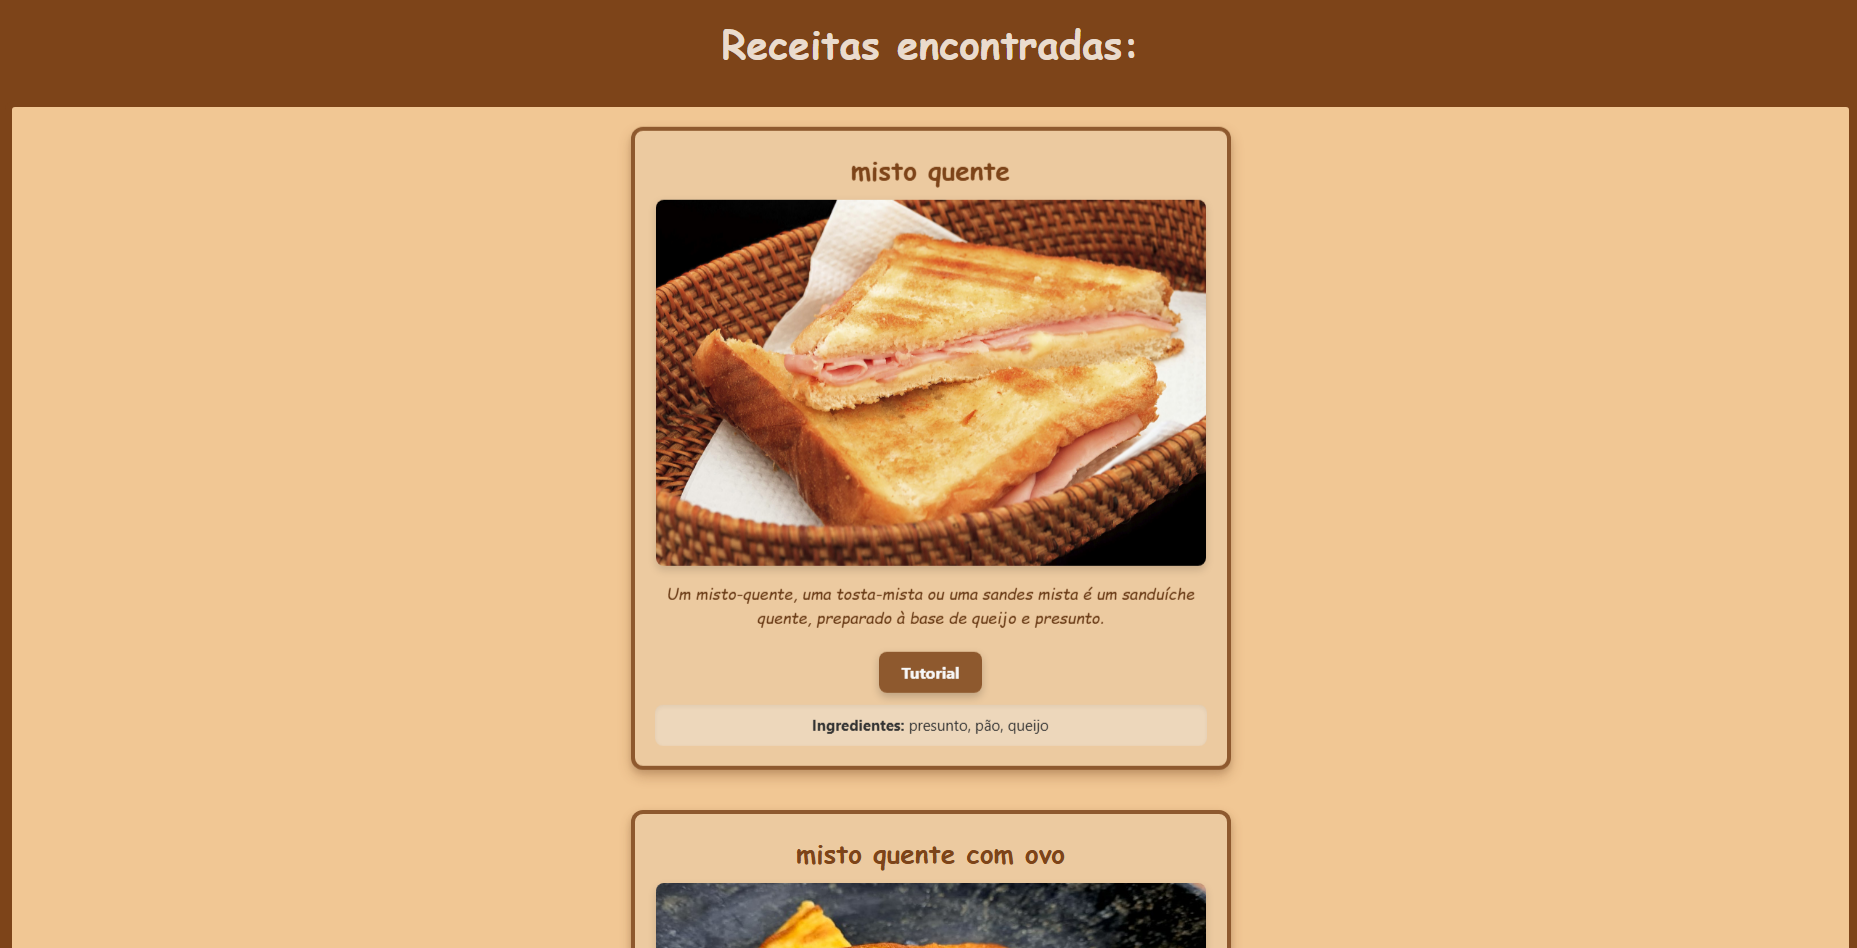 Receitas encontradas:
misto quente
Um misto-quente, uma tosta-mista ou uma sandes mista é um sanduíche
quente, preparado à base de queijo e presunto.
Tutorial
Ingredientes: presunto, pão, queijo
misto quente com ovo